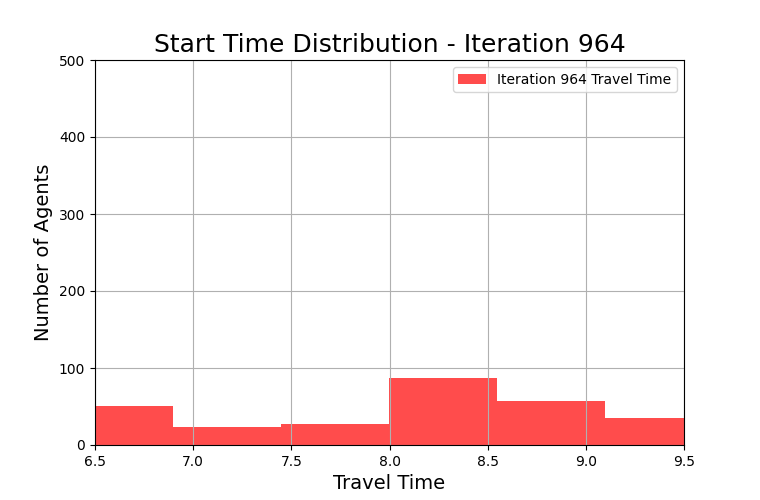 Start Time Distribution - Iteration 964
Iteration 964 Travel Time
Number of Agents
500
400
300
200
100
0
6.5 7.0 7.5 8.0 8.5 9.0 9.5
Travel Time